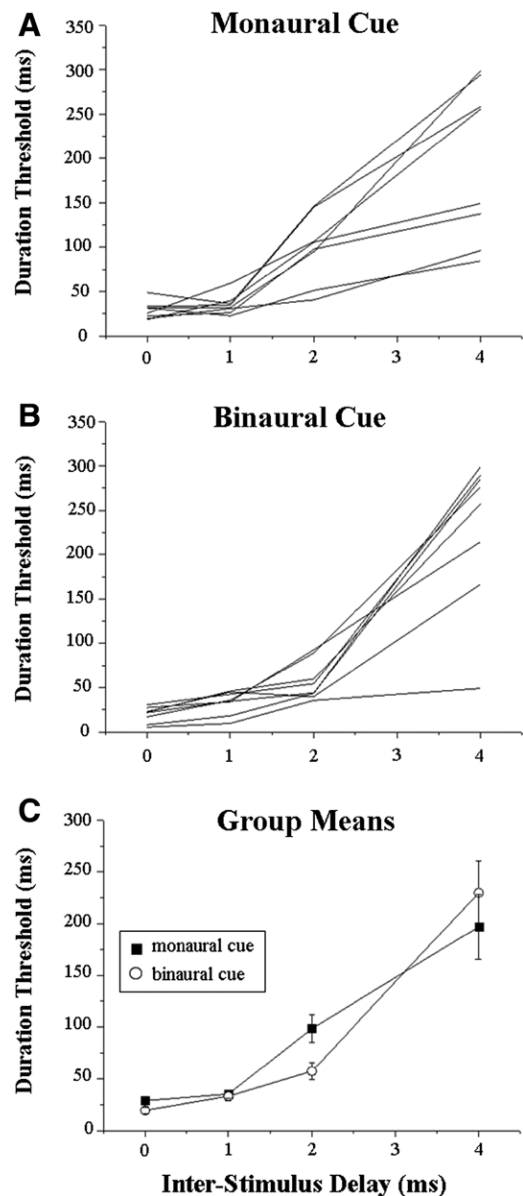 A
Monaural Cue
Duration Threshold (ms)
350
300
250
200
150
100
50
0
0 1 2 3 4
B
Binaural Cue
Duration Threshold (ms)
350
300
250
200
150
100
50
0
0 1 2 3 4
C
Group Means
Duration Threshold (ms)
300
250
200
150
100
50
0
monaural cue
binaural cue
0 1 2 3 4
Inter-Stimulus Delay (ms)